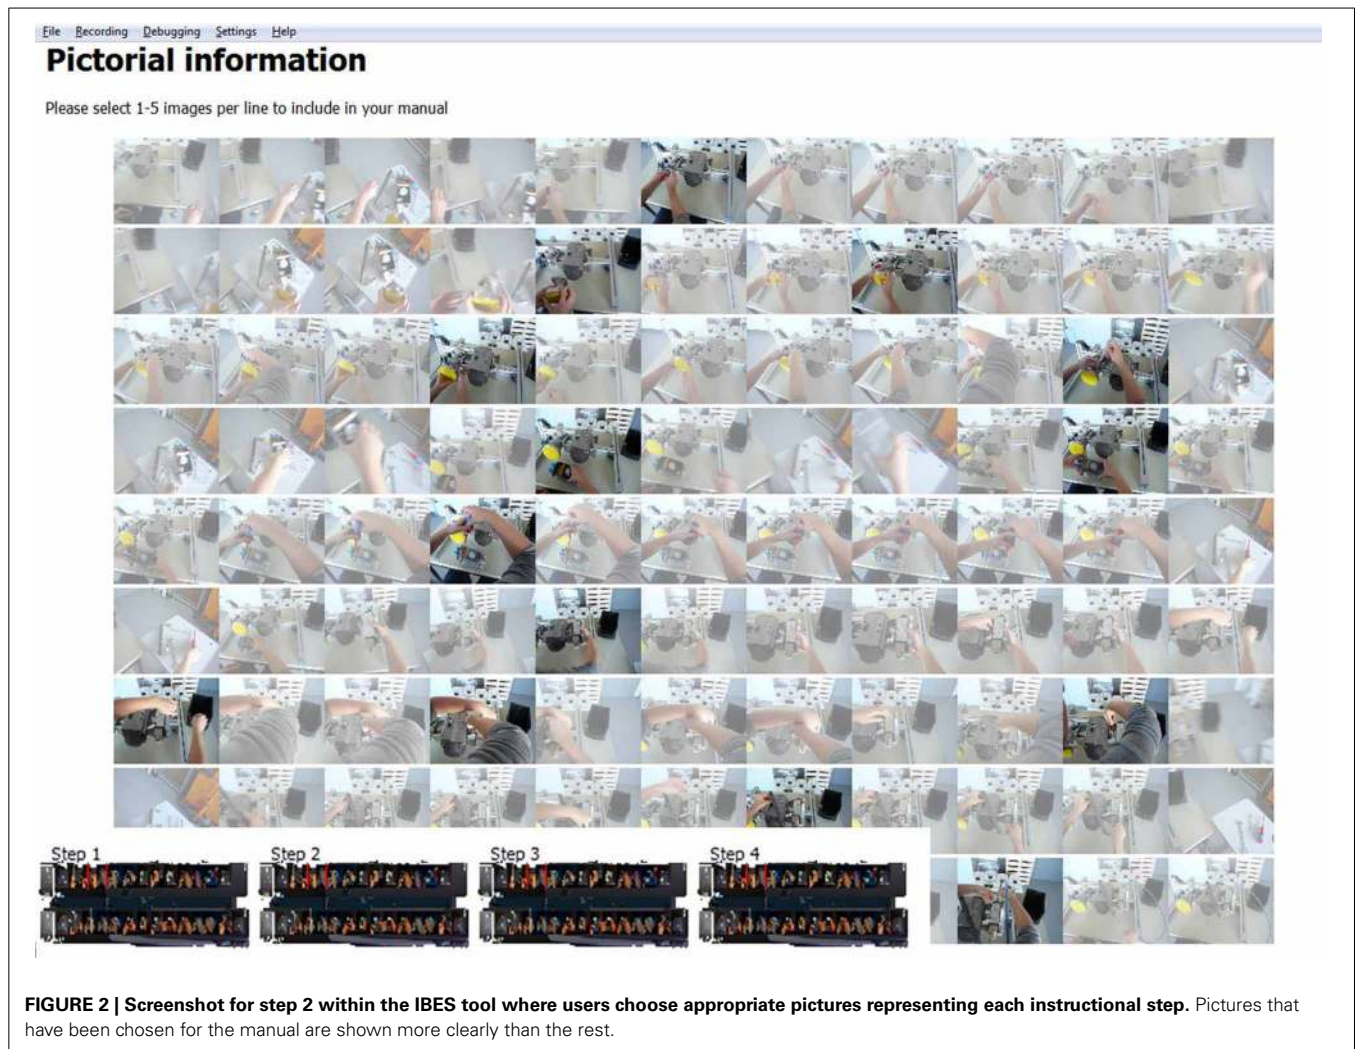 File Recording Debugging Settings Help
Pictorial information
Please select 1-5 images per line to include in your manual
Step 1 Step 2 Step 3 Step 4
FIGURE 2 | Screenshot for step 2 within the IBES tool where users choose appropriate pictures representing each instructional step. Pictures that
have been chosen for the manual are shown more clearly than the rest.